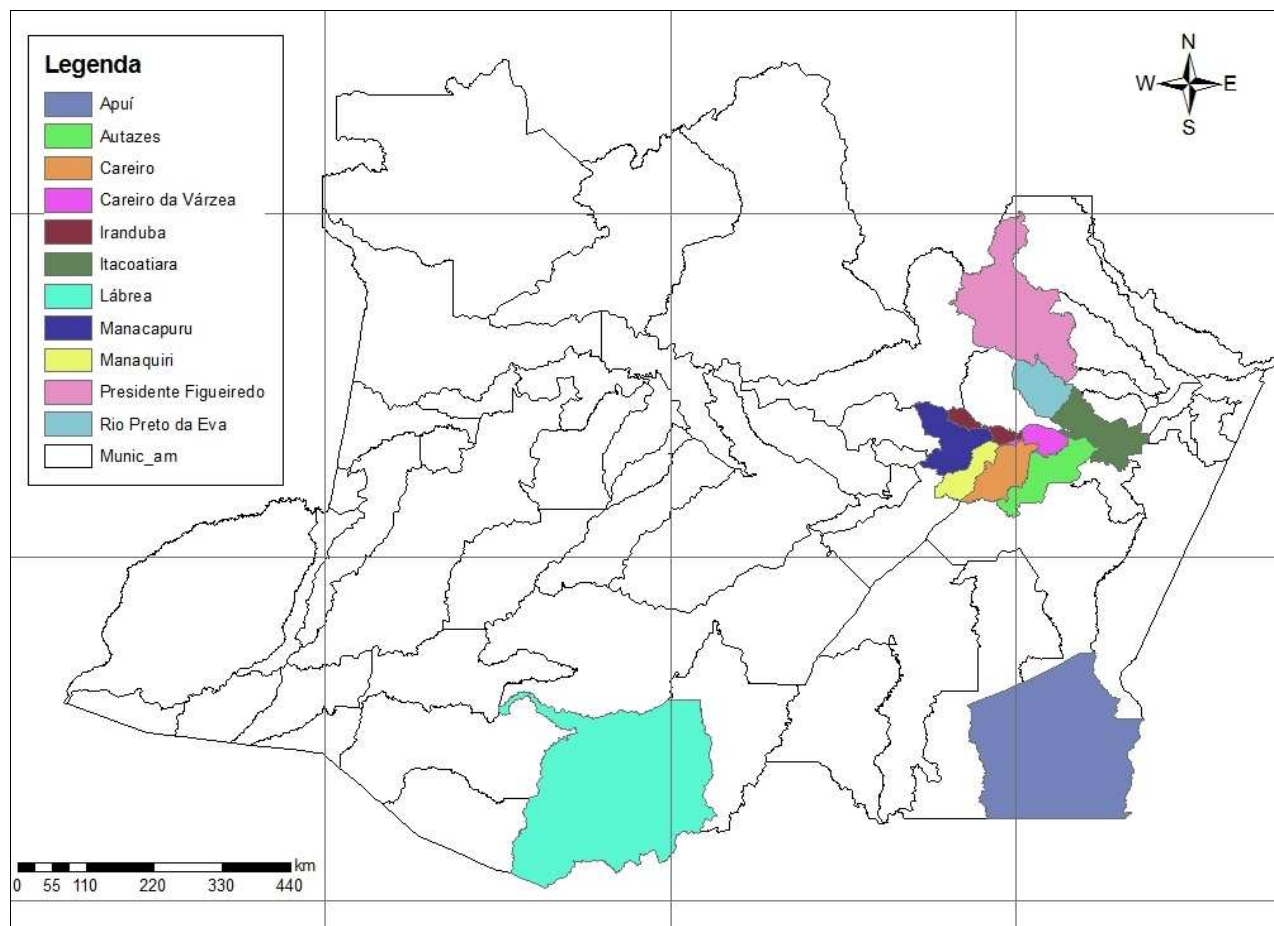 Legenda
Apuí
Autazes
Careiro
Careiro da Várzea
Iranduba
Itacoatiara
Lábrea
Manacapuru
Manaquiri
Presidente Figueiredo
Rio Preto da Eva
Munic_am
N
W E
S
km
0 55 110 220 330 440